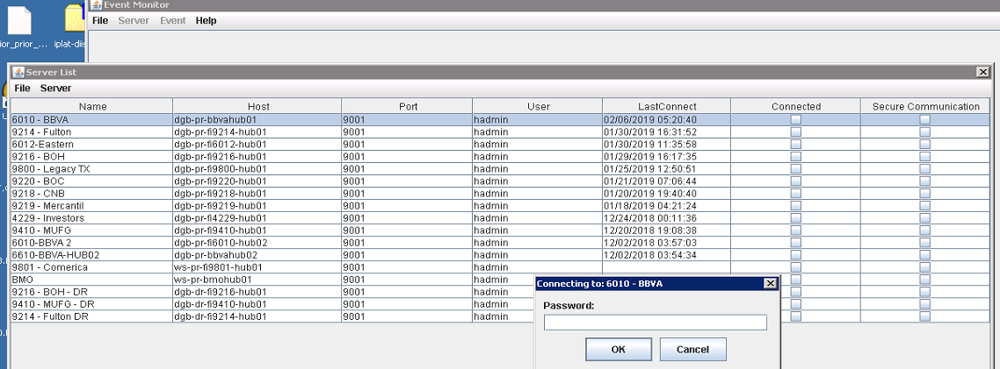 Event Monitor
ior_prior_... iplat-diis
File Server Event Help
Server List
File Server
Name Host Port User LastConnect Connected Secure Communication
6010 - BBVA dgb-pr-bbvahub01 9001 hadmin 02/06/2019 05:20:40
9214 - Fulton dgb-pr-fi9214-hub01 9001 hadmin 01/30/2019 16:31:52
6012-Eastern dgb-pr-fi6012-hub01 9001 hadmin 01/30/2019 11:35:58
9216 - BOH dgb-pr-fi9216-hub01 9001 hadmin 01/29/2019 16:17:35
9800 - Legacy TX dgb-pr-fi9800-hub01 9001 hadmin 01/25/2019 12:50:51
9220 - BOC dgb-pr-fi9220-hub01 9001 hadmin 01/21/2019 07:06:44
9218 - CNB dgb-pr-fi9218-hub01 9001 hadmin 01/20/2019 19:40:40
9219 - Mercantil dgb-pr-fi9219-hub01 9001 hadmin 01/18/2019 04:21:24
4229 - Investors dgb-pr-fi4229-hub01 9001 hadmin 12/24/2018 00:11:36
9410 - MUFG dgb-pr-fi9410-hub01 9001 hadmin 12/20/2018 19:08:38
6010-BBVA 2 dgb-pr-fi6010-hub02 9001 hadmin 12/02/2018 03:57:03
6610-BBVA-HUB02 dgb-pr-bbvahub02 9001 hadmin 12/02/2018 03:54:34
9801 - Comerica ws-pr-fi9801-hub01 9001 hadmin
BMO ws-pr-bmohub01 9001 hadmin
9216 - BOH - DR dgb-dr-fi9216-hub01 9001 hadmin
9410 - MUFG - DR dgb-dr-fi9410-hub01 9001 hadmin
9214 - Fulton DR dgb-dr-fi9214-hub01 9001 hadmin
Connecting to: 6010 - BBVA
Password:
OK Cancel